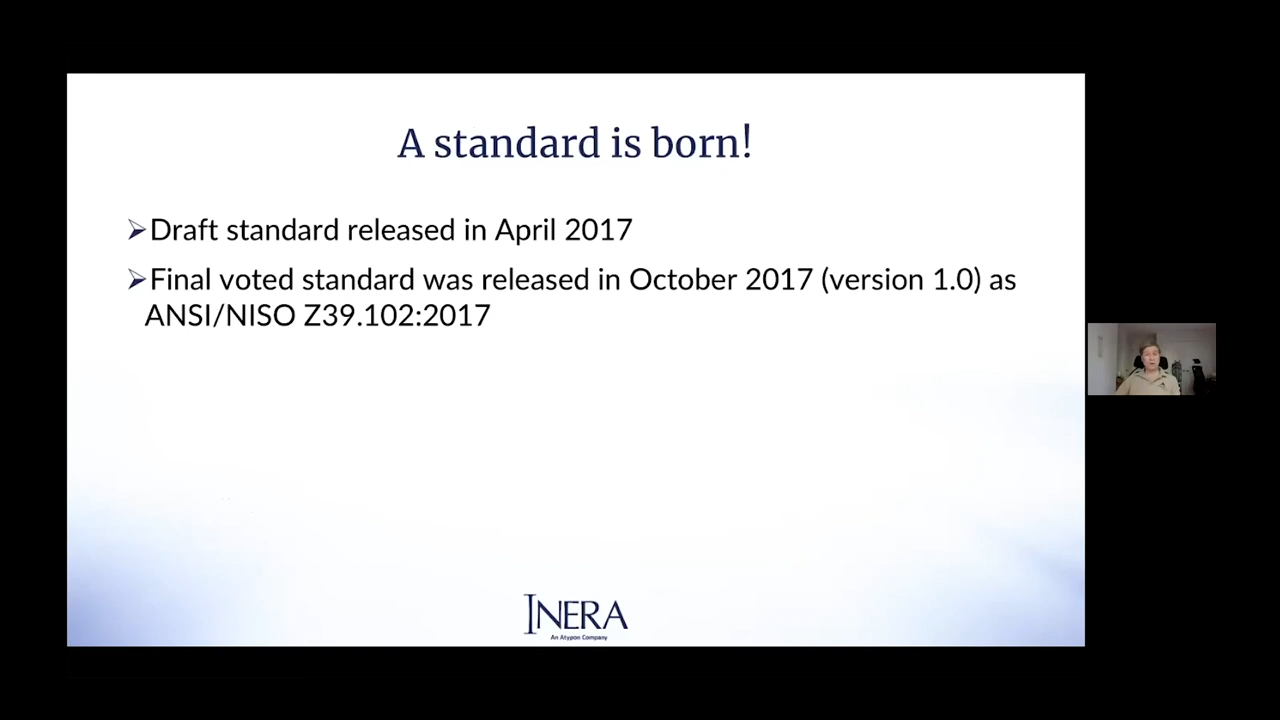 A standard is born!
Draft standard released in April 2017
Final voted standard was released in October 2017 (version 1.0) as
ANSI/NISO Z39.102:2017
INERA
An Atypon Company